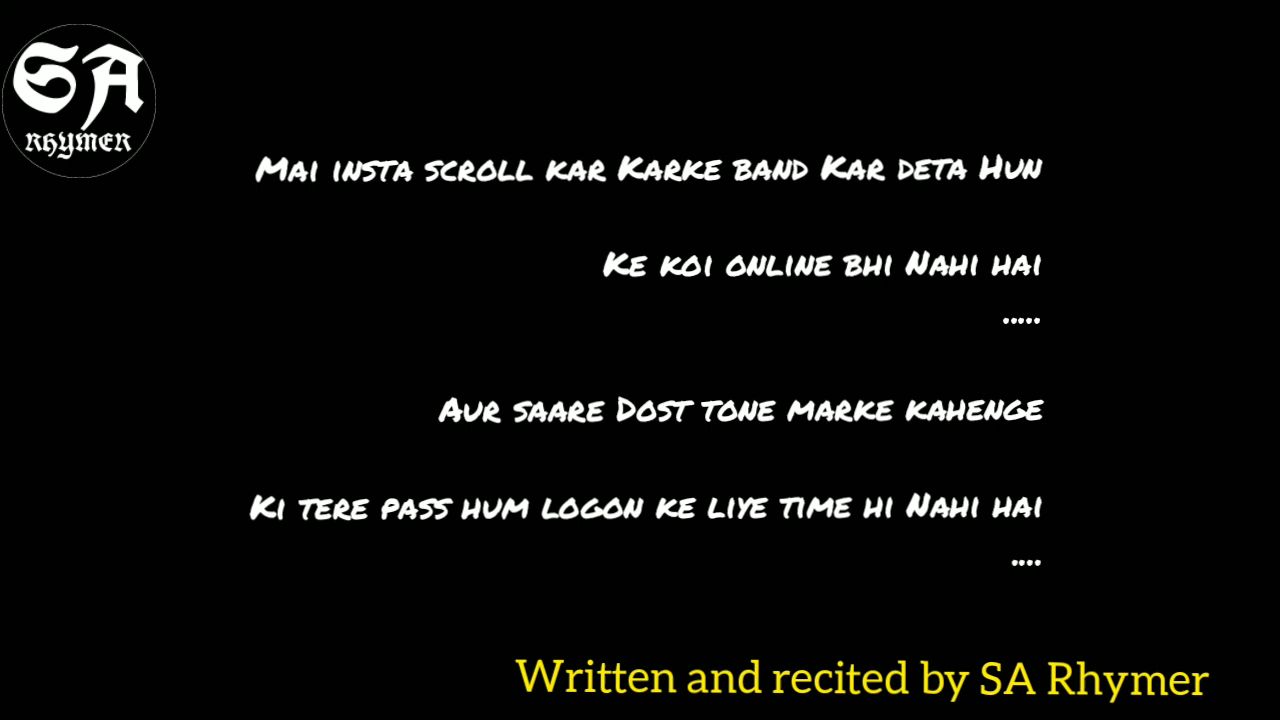 SA
RHYMER
Mai insta scroll kar Karke band Kar deta Hun
Ke koi online bhi Nahi hai
.....
Aur saare Dost tone marke kahenge
Ki tere pass hum logon ke liye time hi Nahi hai
....
Written and recited by SA Rhymer